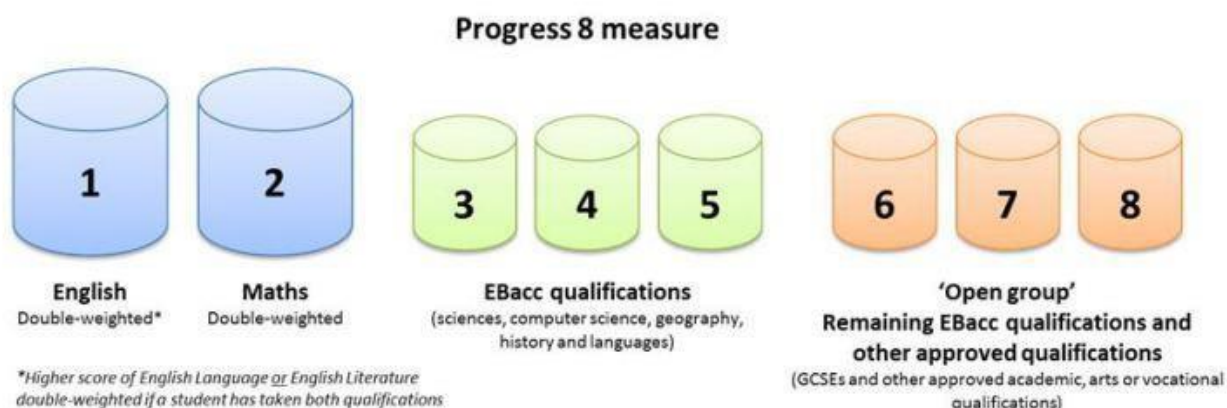 Progress 8 measure
1
2
3
4
5
6
7
8
English
Double-weighted*
Maths
Double-weighted
EBacc qualifications
(sciences, computer science, geography,
history and languages)
'Open group'
Remaining EBacc qualifications and
other approved qualifications
(GCSEs and other approved academic, arts or vocational
qualifications)
*Higher score of English Language or English Literature
double-weighted if a student has taken both qualifications